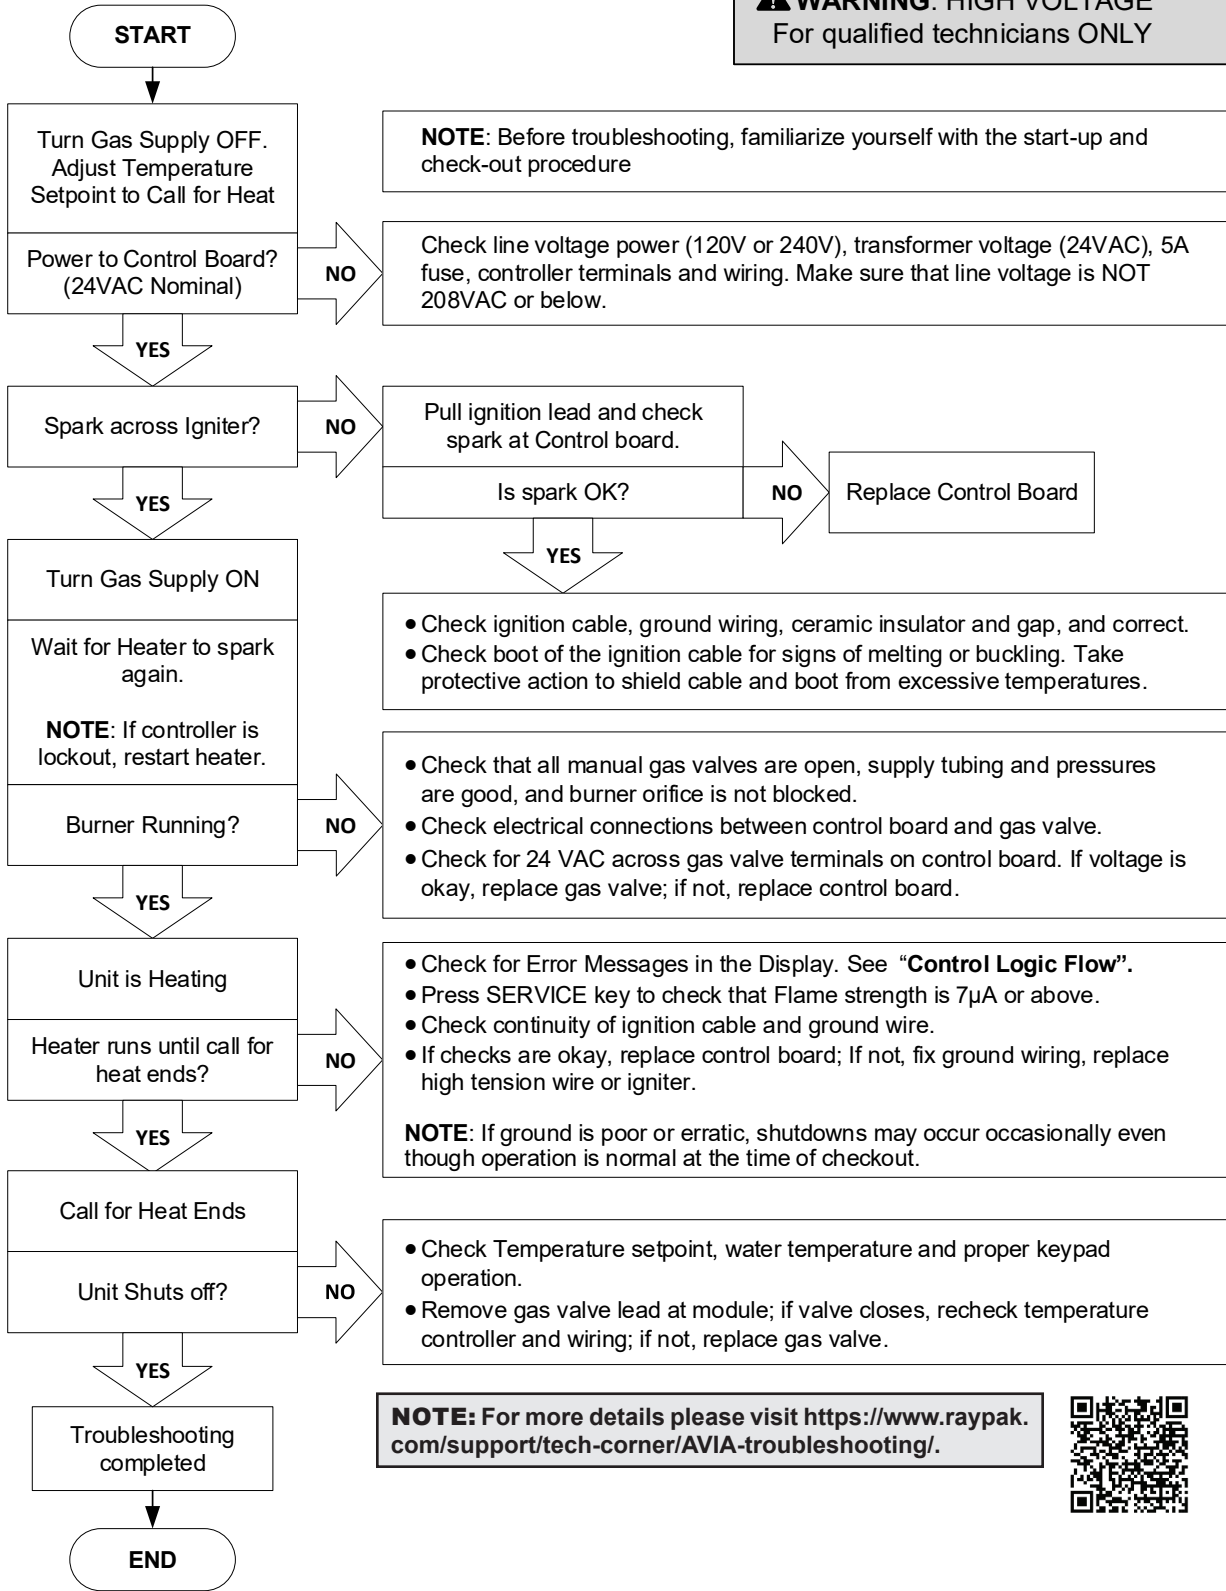 START
WARNING: HIGH VOLTAGE
For qualified technicians ONLY
Turn Gas Supply OFF.
Adjust Temperature
Setpoint to Call for Heat
NOTE: Before troubleshooting, familiarize yourself with the start-up and
check-out procedure
Power to Control Board?
(24VAC Nominal)
NO
Check line voltage power (120V or 240V), transformer voltage (24VAC), 5A
fuse, controller terminals and wiring. Make sure that line voltage is NOT
208VAC or below.
YES
Spark across Igniter?
NO
Pull ignition lead and check
spark at Control board.
Is spark OK?
NO
Replace Control Board
YES
YES
Turn Gas Supply ON
Wait for Heater to spark
again.
NOTE: If controller is
lockout, restart heater.
• Check ignition cable, ground wiring, ceramic insulator and gap, and correct.
• Check boot of the ignition cable for signs of melting or buckling. Take
protective action to shield cable and boot from excessive temperatures.
Burner Running?
NO
• Check that all manual gas valves are open, supply tubing and pressures
are good, and burner orifice is not blocked.
• Check electrical connections between control board and gas valve.
• Check for 24 VAC across gas valve terminals on control board. If voltage is
okay, replace gas valve; if not, replace control board.
YES
Unit is Heating
Heater runs until call for
heat ends?
NO
• Check for Error Messages in the Display. See “Control Logic Flow”.
• Press SERVICE key to check that Flame strength is 7µA or above.
• Check continuity of ignition cable and ground wire.
• If checks are okay, replace control board; If not, fix ground wiring, replace
high tension wire or igniter.
NOTE: If ground is poor or erratic, shutdowns may occur occasionally even
though operation is normal at the time of checkout.
YES
Call for Heat Ends
Unit Shuts off?
NO
• Check Temperature setpoint, water temperature and proper keypad
operation.
• Remove gas valve lead at module; if valve closes, recheck temperature
controller and wiring; if not, replace gas valve.
YES
Troubleshooting
completed
NOTE: For more details please visit https://www.raypak.
com/support/tech-corner/AVIA-troubleshooting/.
END